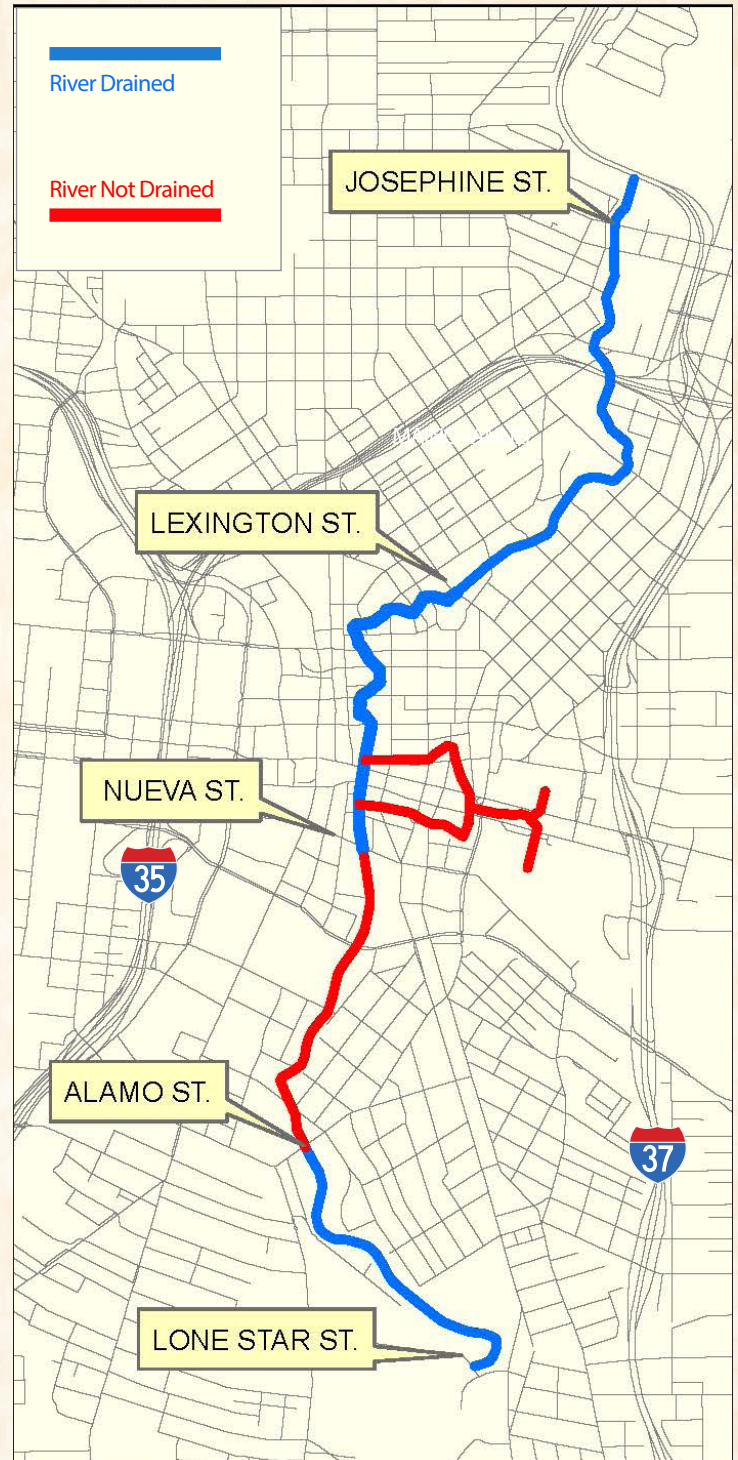 River Drained
River Not Drained
JOSEPHINE ST.
LEXINGTON ST.
NUEVA ST.
35
ALAMO ST.
37
LONE STAR ST.